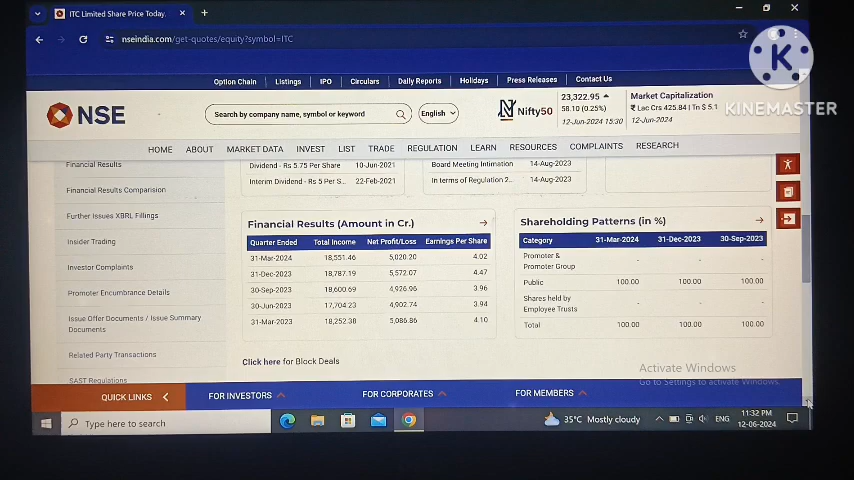 ITC Limited Share Price Today,
nseindia.com/get-quotes/equity?symbol=ITC
Option Chain Listings IPO Circulars Daily Reports Holidays Press Releases Contact Us
NSE
Search by company name, symbol or keyword
English
Nifty50
23,322.95
58.10 (0.25%)
12-Jun-2024 15:30
Market Capitalization
₹ Lac Crs 425.84 | Tn $ 5.1
12-Jun-2024
K
KINEMASTER
HOME ABOUT MARKET DATA INVEST LIST TRADE REGULATION LEARN RESOURCES COMPLAINTS RESEARCH
Financial Results
Financial Results Comparision
Further Issues XBRL Fillings
Insider Trading
Investor Complaints
Promoter Encumbrance Details
Issue Offer Documents / Issue Summary
Documents
Related Party Transactions
SAST Regulations
Dividend - Rs 5.75 Per Share 10-Jun-2021
Interim Dividend - Rs 5 Per S... 22-Feb-2021
Board Meeting Intimation 14-Aug-2023
In terms of Regulation 2... 14-Aug-2023
Financial Results (Amount in Cr.)
Quarter Ended Total Income Net Profit/Loss Earnings Per Share
31-Mar-2024 18,551.46 5,020.20 4.02
31-Dec-2023 18,787.19 5,572.07 4.47
30-Sep-2023 18,600.69 4,926.96 3.96
30-Jun-2023 17,704.23 4,902.74 3.94
31-Mar-2023 18,252.38 5,086.86 4.10
Shareholding Patterns (in %)
Category 31-Mar-2024 31-Dec-2023 30-Sep-2023
Promoter &
Promoter Group - - -
Public 100.00 100.00 100.00
Shares held by
Employee Trusts - - -
Total 100.00 100.00 100.00
Click here for Block Deals
Activate Windows
Go to Settings to activate Windows.
QUICK LINKS
FOR INVESTORS
FOR CORPORATES
FOR MEMBERS
Type here to search
35°C Mostly cloudy
ENG
11:32 PM
12-06-2024